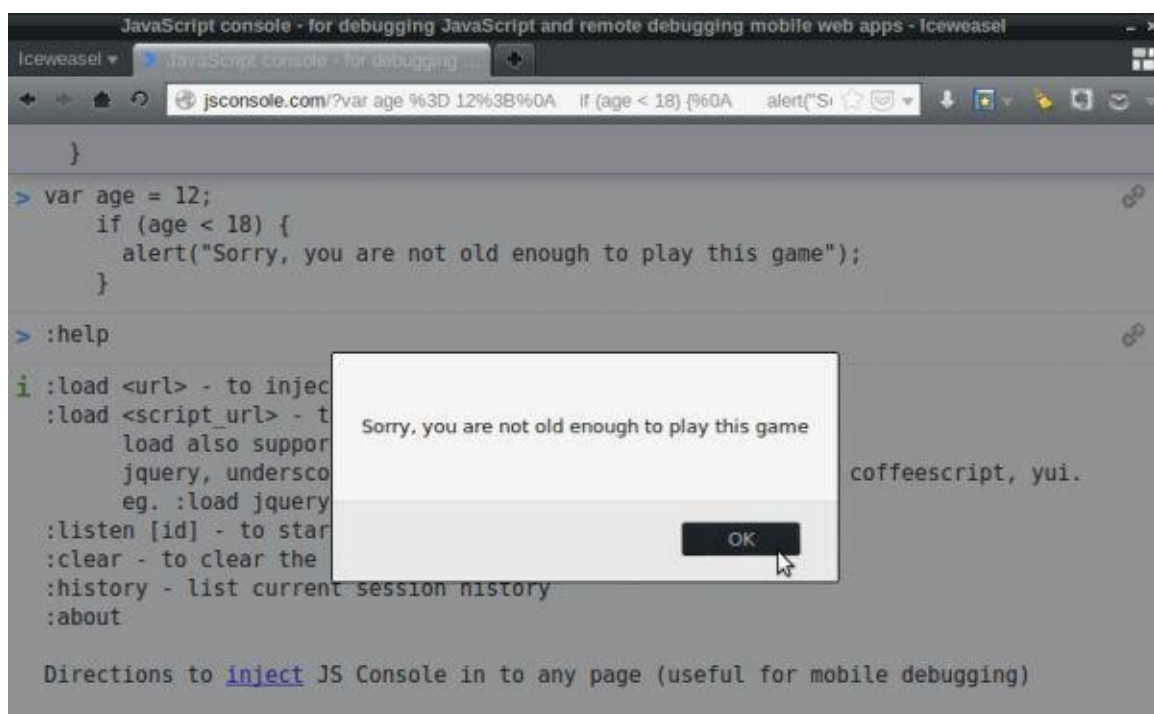 JavaScript console - for debugging JavaScript and remote debugging mobile web apps - Iceweasel
Iceweasel
JavaScript console - for debugging ...
jsconsole.com/?var age %3D 12%3B%0A if (age < 18) {%0A alert("S
}
> var age = 12;
if (age < 18) {
alert("Sorry, you are not old enough to play this game");
}
> :help
i :load <url> - to injec
:load <script_url> - t
load also suppor
jquery, undersco coffeescript, yui.
eg. :load jquery
:listen [id] - to star
:clear - to clear the
:history - list current session history
:about
Directions to inject JS Console in to any page (useful for mobile debugging)
Sorry, you are not old enough to play this game
OK